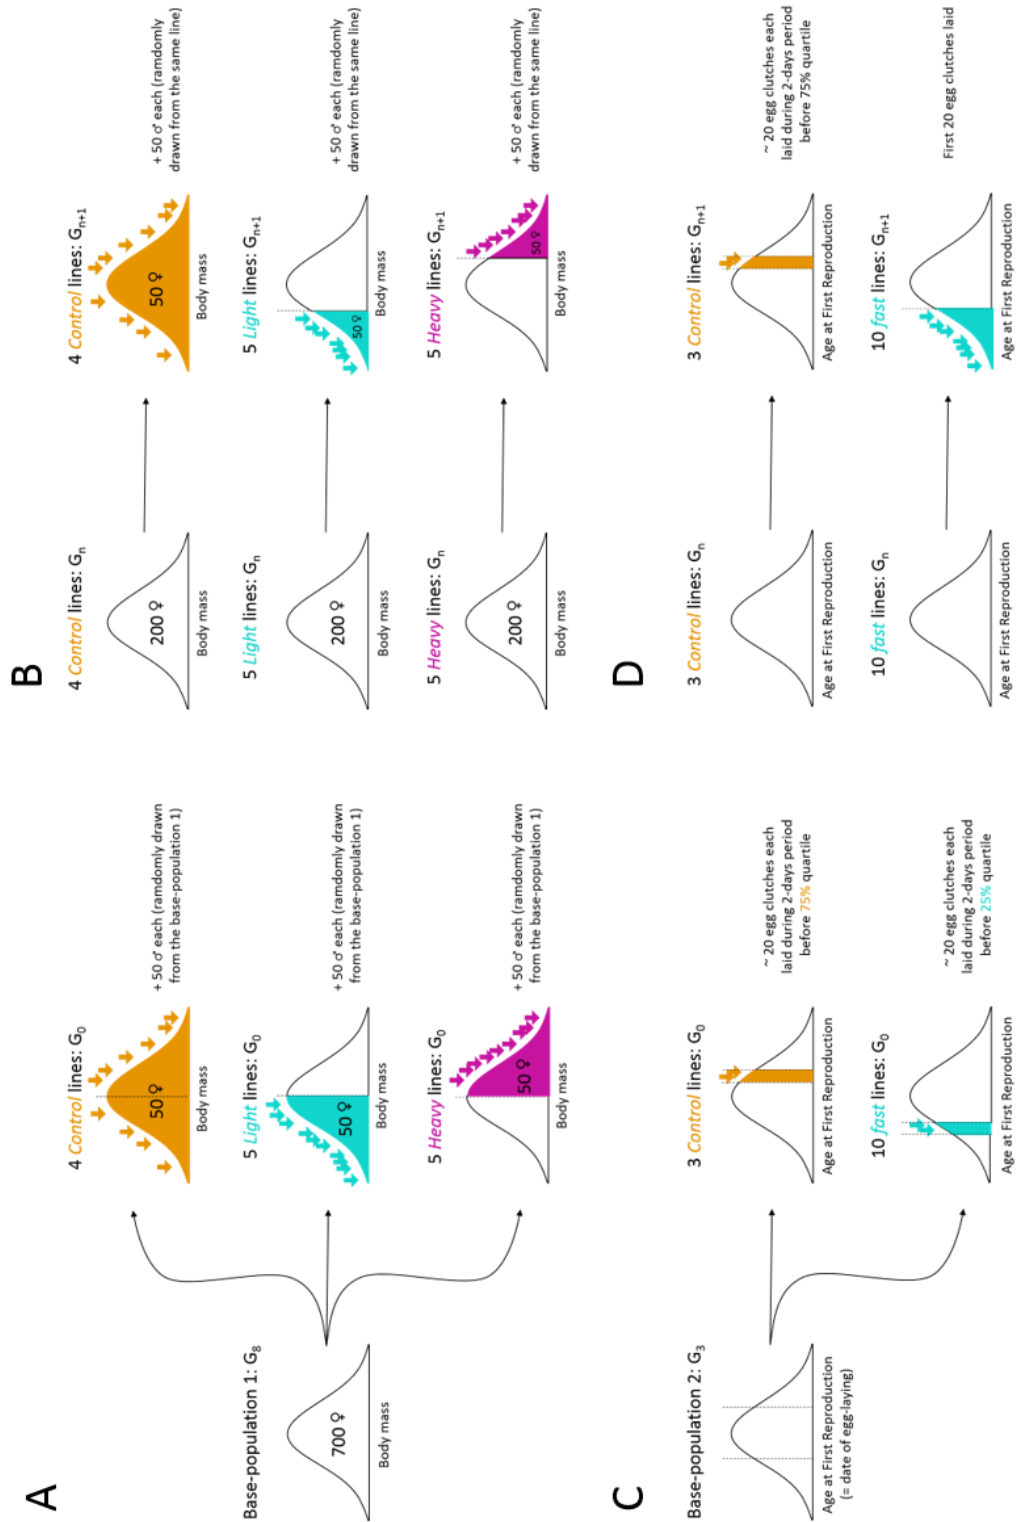 A
Base-population 1: G8
700 ♀
Body mass
4 Control lines: G0
50 ♀
Body mass
+ 50 ♂ each (ramdomly drawn
from the base-population 1)
5 Light lines: G0
50 ♀
Body mass
+ 50 ♂ each (ramdomly drawn
from the base-population 1)
5 Heavy lines: G0
50 ♀
Body mass
+ 50 ♂ each (ramdomly drawn
from the base-population 1)
B
4 Control lines: Gn
200 ♀
Body mass
4 Control lines: Gn+1
50 ♀
Body mass
+ 50 ♂ each (ramdomly
drawn from the same line)
5 Light lines: Gn
200 ♀
Body mass
5 Light lines: Gn+1
50 ♀
Body mass
+ 50 ♂ each (ramdomly
drawn from the same line)
5 Heavy lines: Gn
200 ♀
Body mass
5 Heavy lines: Gn+1
50 ♀
Body mass
+ 50 ♂ each (ramdomly
drawn from the same line)
C
Base-population 2: G3
Age at First Reproduction
(= date of egg-laying)
3 Control lines: G0
Age at First Reproduction
~ 20 egg clutches each
laid during 2-days period
before 75% quartile
10 fast lines: G0
Age at First Reproduction
~ 20 egg clutches each
laid during 2-days period
before 25% quartile
D
3 Control lines: Gn
Age at First Reproduction
3 Control lines: Gn+1
Age at First Reproduction
~ 20 egg clutches each
laid during 2-days period
before 75% quartile
10 fast lines: Gn
Age at First Reproduction
10 fast lines: Gn+1
Age at First Reproduction
First 20 egg clutches laid